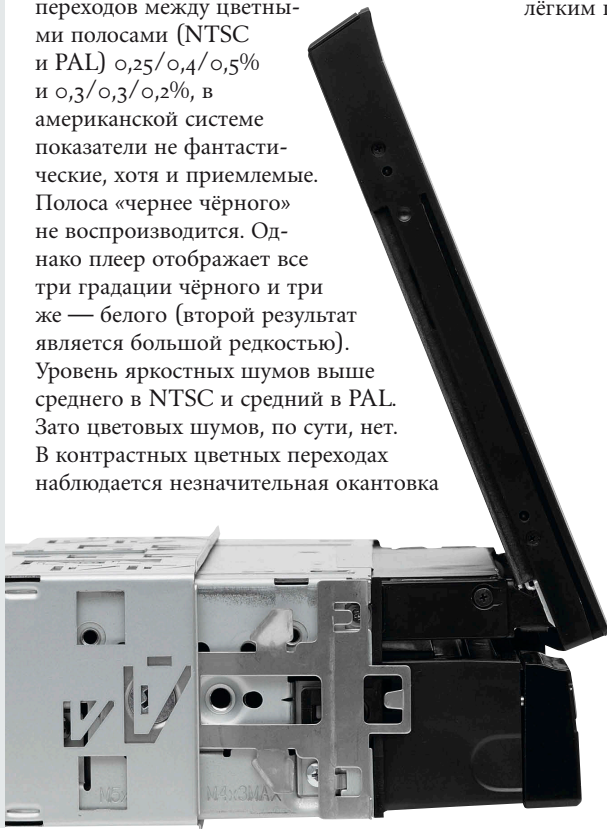 переходов между цветны-
ми полосами (NTSC
и PAL) 0,25/0,4/0,5%
и 0,3/0,3/0,2%, в
американской системе
показатели не фантасти-
ческие, хотя и приемлемые.
Полоса «чернее чёрного»
не воспроизводится. Од-
нако плеер отображает все
три градации чёрного и три
же — белого (второй результат
является большой редкостью).
Уровень яркостных шумов выше
среднего в NTSC и средний в PAL.
Зато цветовых шумов, по сути, нет.
В контрастных цветных переходах
наблюдается незначительная окантовка
лёгким
M4x3MAX